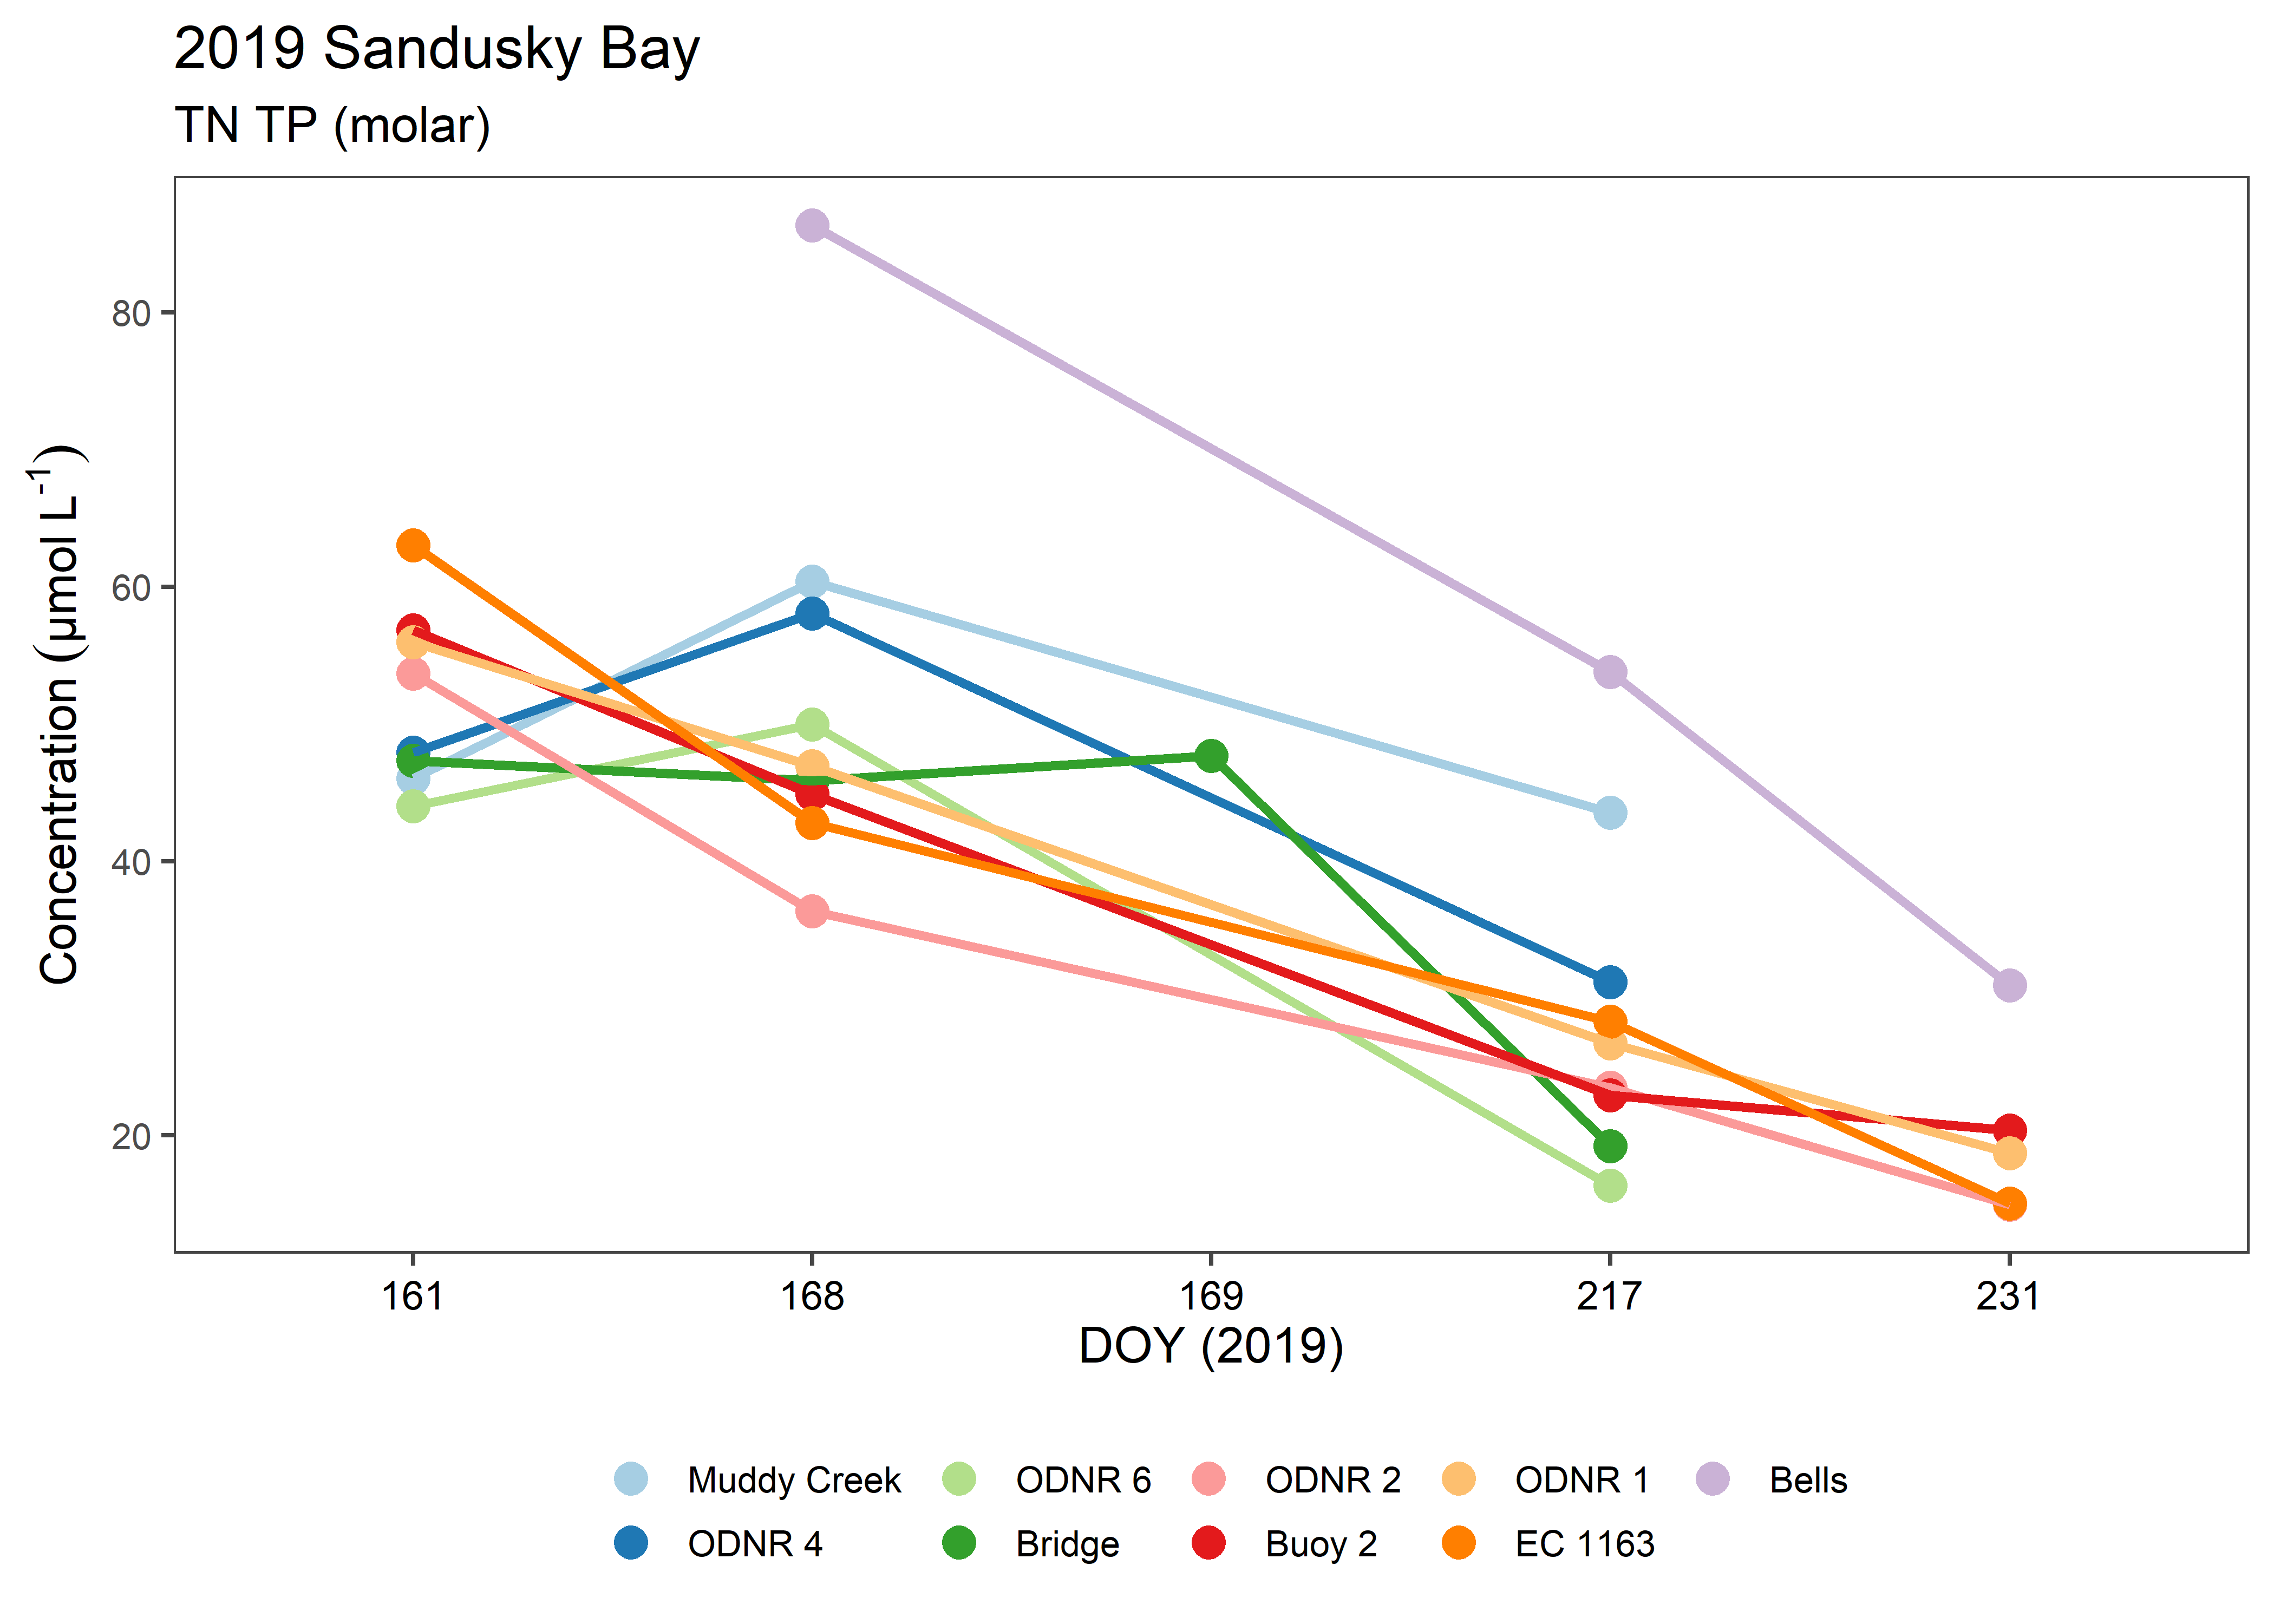 2019 Sandusky Bay
TN TP (molar)
Concentration (µmol L⁻¹)
80
60
40
20
161 168 169 217 231
DOY (2019)
Muddy Creek ODNR 6 ODNR 2 ODNR 1 Bells
ODNR 4 Bridge Buoy 2 EC 1163